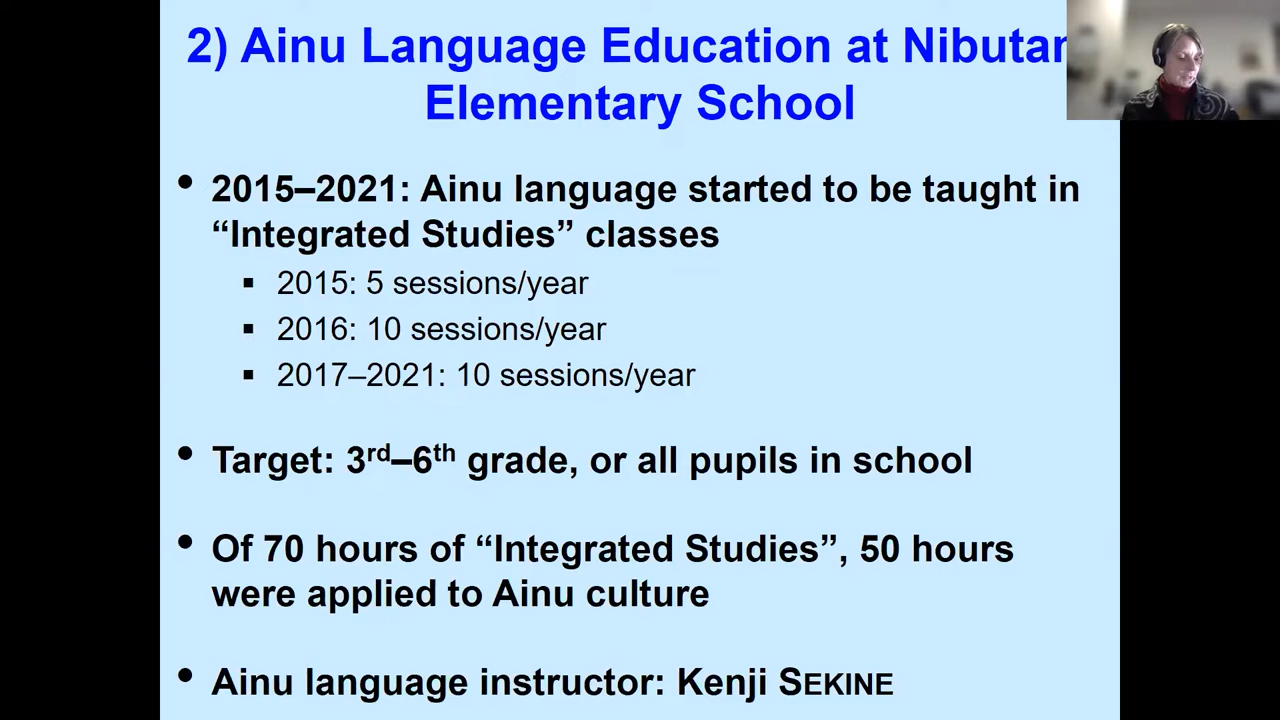 2) Ainu Language Education at Nibutan
Elementary School
• 2015–2021: Ainu language started to be taught in
“Integrated Studies” classes
▪ 2015: 5 sessions/year
▪ 2016: 10 sessions/year
▪ 2017–2021: 10 sessions/year
• Target: 3rd–6th grade, or all pupils in school
• Of 70 hours of “Integrated Studies”, 50 hours
were applied to Ainu culture
• Ainu language instructor: Kenji SEKINE